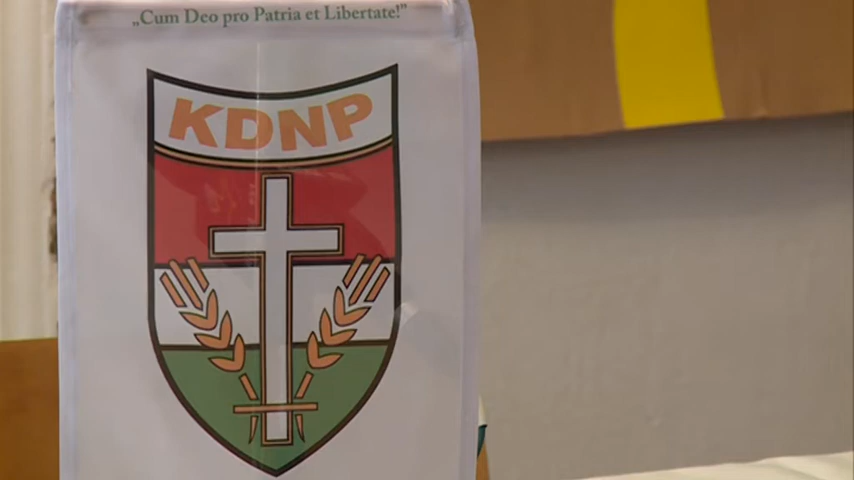 „Cum Deo pro Patria et Libertate!"
KDNP